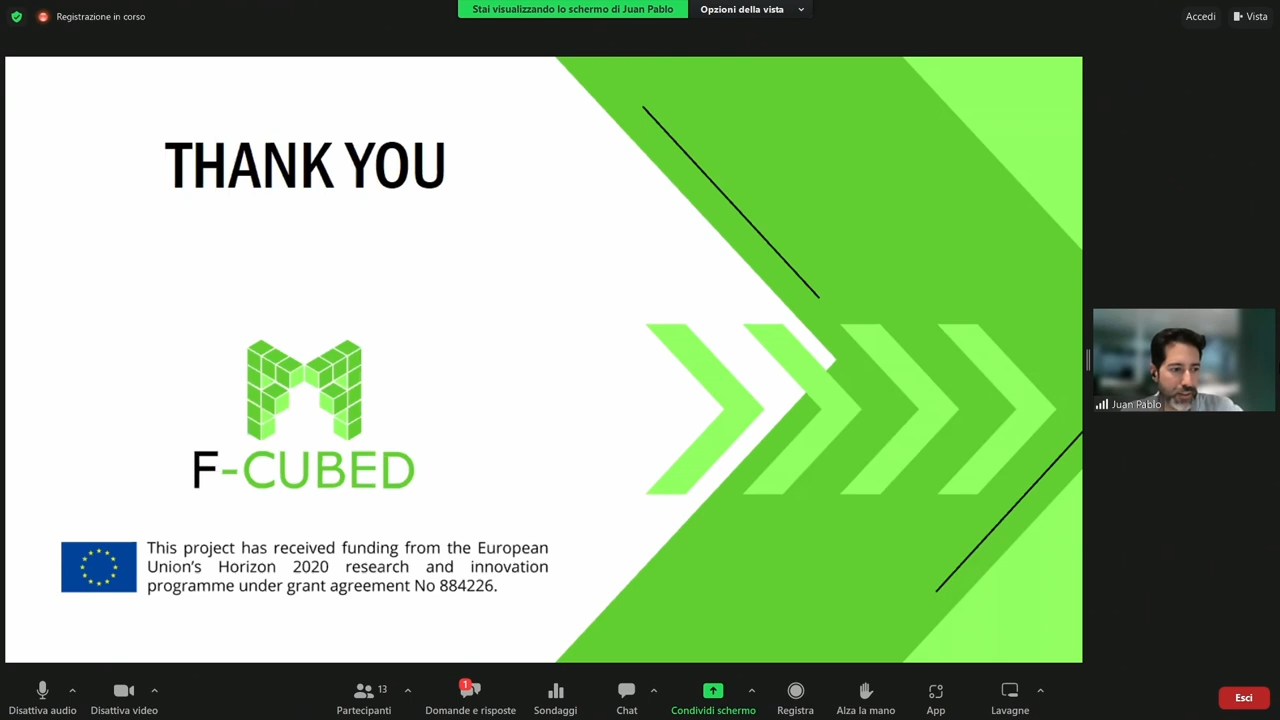 Registrazione in corso
Stai visualizzando lo schermo di Juan Pablo
Opzioni della vista
Accedi
Vista
THANK YOU
F-CUBED
This project has received funding from the European
Union's Horizon 2020 research and innovation
programme under grant agreement No 884226.
Juan Pablo
Disattiva audio
Disattiva video
13
Partecipanti
1
Domande e risposte
Sondaggi
Chat
Condividi schermo
Registra
Alza la mano
App
Lavagne
Esci